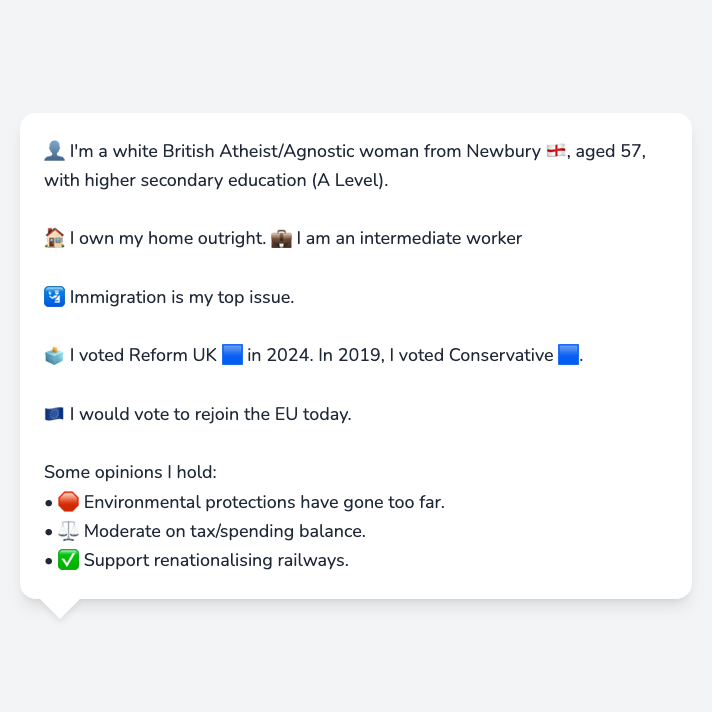 👤 I'm a white British Atheist/Agnostic woman from Newbury 🏴󠁧󠁢󠁥󠁮󠁧󠁿, aged 57,
with higher secondary education (A Level).
🏠 I own my home outright. 💼 I am an intermediate worker
🛂 Immigration is my top issue.
🗳️ I voted Reform UK 🟦 in 2024. In 2019, I voted Conservative 🟦.
🇪🇺 I would vote to rejoin the EU today.
Some opinions I hold:
• 🛑 Environmental protections have gone too far.
• ⚖️ Moderate on tax/spending balance.
• ✅ Support renationalising railways.